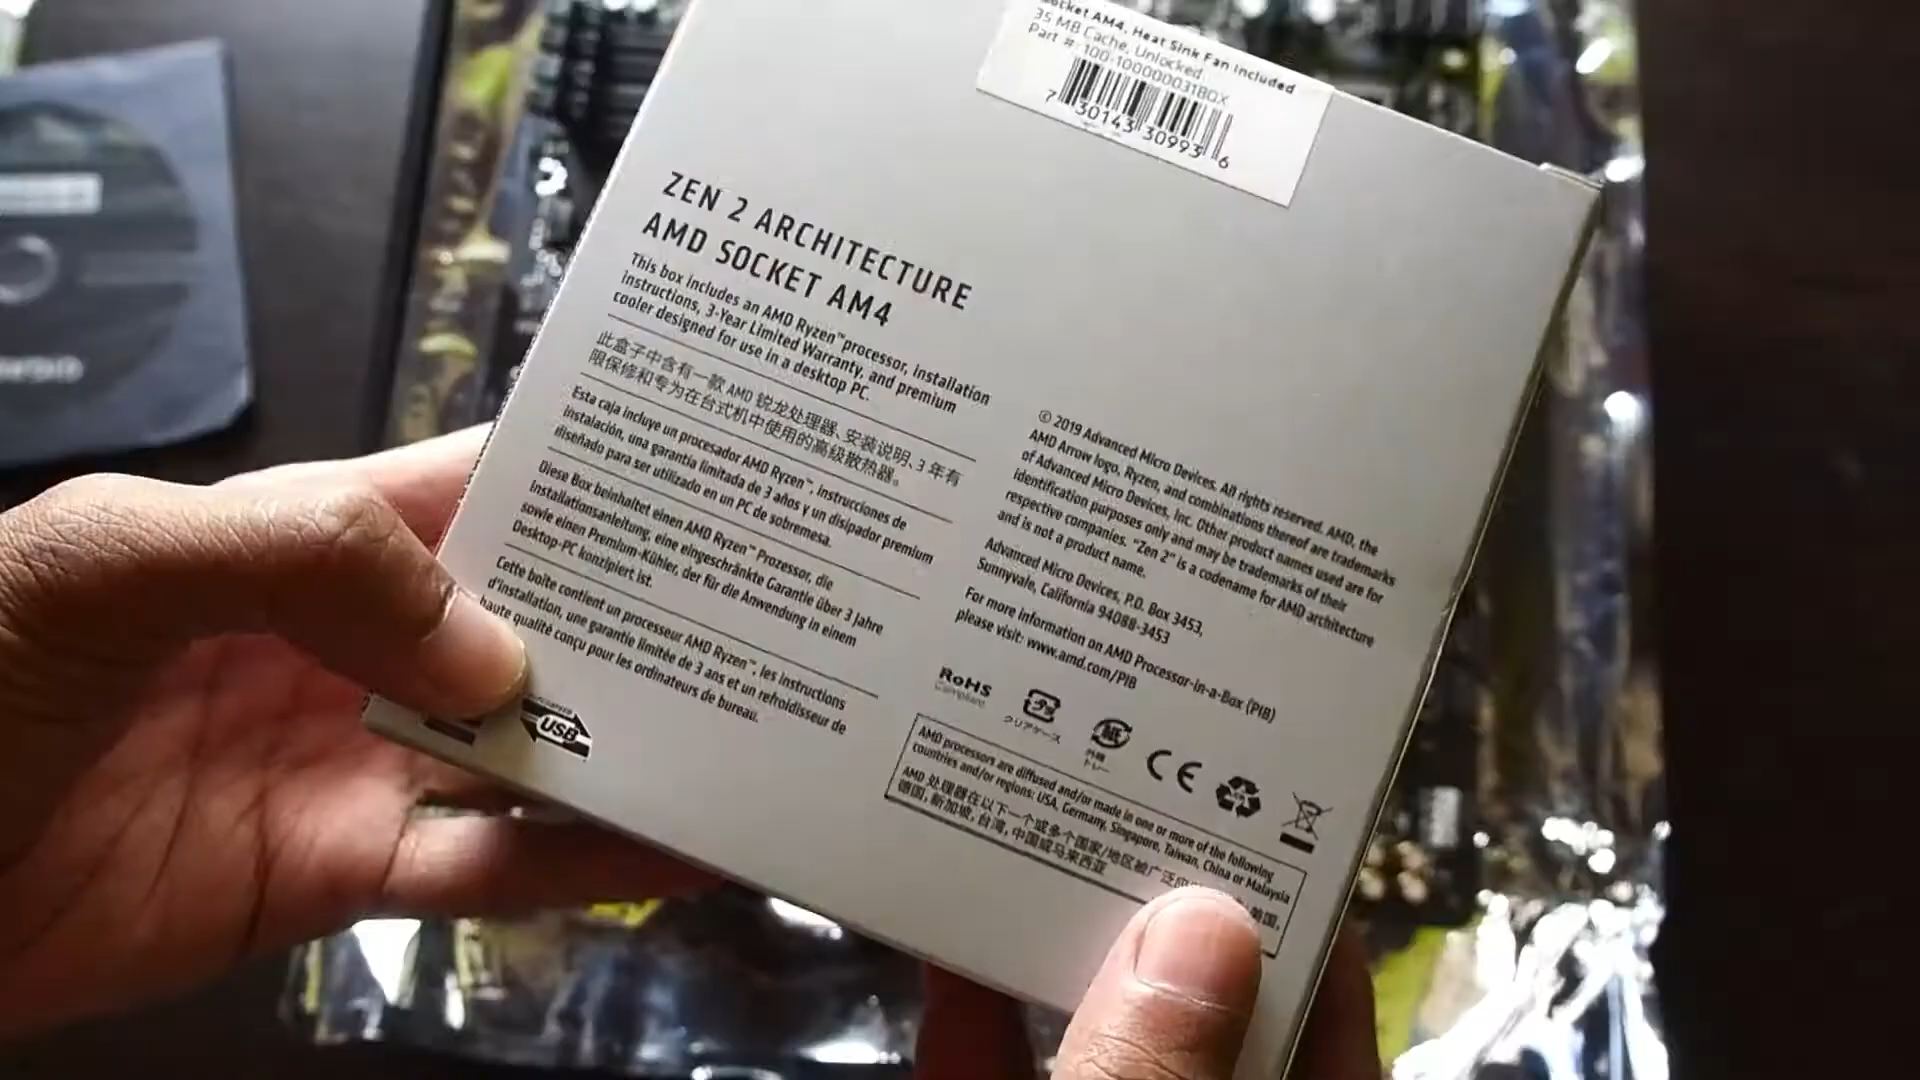 Socket AM4, Heat Sink Fan Included
35 MB Cache, Unlocked
Part #: 100-100000031BOX
7 30143 30993 6
ZEN 2 ARCHITECTURE
AMD SOCKET AM4
This box includes an AMD Ryzen™ processor, installation
instructions, 3-Year Limited Warranty, and premium
cooler designed for use in a desktop PC.
此盒子中含有一款 AMD 锐龙处理器、安装说明、3 年有
限保修和专为在台式机中使用的高级散热器。
Esta caja incluye un procesador AMD Ryzen™, instrucciones de
instalación, una garantía limitada de 3 años y un disipador premium
diseñado para ser utilizado en un PC de sobremesa.
Diese Box beinhaltet einen AMD Ryzen™ Prozessor, die
Installationsanleitung, eine eingeschränkte Garantie über 3 Jahre
sowie einen Premium-Kühler, der für die Anwendung in einem
Desktop-PC konzipiert ist.
Cette boîte contient un processeur AMD Ryzen™, les instructions
d'installation, une garantie limitée de 3 ans et un refroidisseur de
haute qualité conçu pour les ordinateurs de bureau.
USB
© 2019 Advanced Micro Devices. All rights reserved. AMD, the
AMD Arrow logo, Ryzen, and combinations thereof are trademarks
of Advanced Micro Devices, Inc. Other product names used are for
identification purposes only and may be trademarks of their
respective companies. "Zen 2" is a codename for AMD architecture
and is not a product name.
Advanced Micro Devices, P.O. Box 3453,
Sunnyvale, California 94088-3453
For more information on AMD Processor-in-a-Box (PIB)
please visit: www.amd.com/PIB
RoHS
Compliant
クリアケース
外箱
トレー
CE
AMD processors are diffused and/or made in one or more of the following
countries and/or regions: USA, Germany, Singapore, Taiwan, China or Malaysia
AMD 处理器在以下一个或多个国家/地区被广泛 美国,
德国, 新加坡, 台湾, 中国或马来西亚